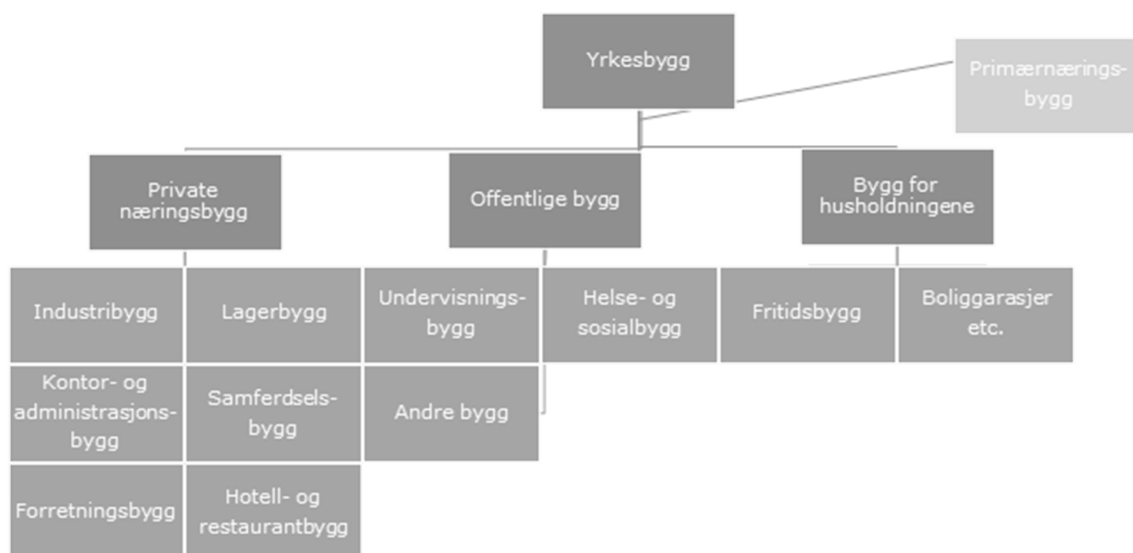 Yrkesbygg
Primærnærings-
bygg
Private
næringsbygg
Offentlige bygg
Bygg for
husholdningene
Industribygg
Lagerbygg
Undervisnings-
bygg
Helse- og
sosialbygg
Fritidsbygg
Boliggarasjer
etc.
Kontor- og
administrasjons-
bygg
Samferdsels-
bygg
Andre bygg
Forretningsbygg
Hotell- og
restaurantbygg